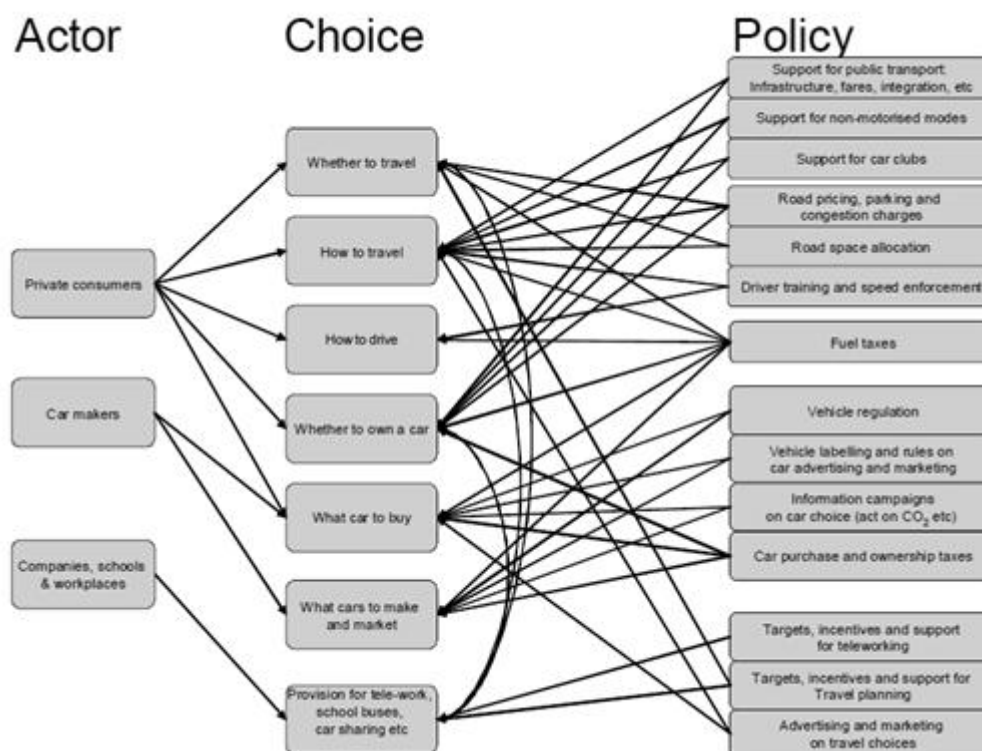 Actor
Choice
Policy
Private consumers
Car makers
Companies, schools
& workplaces
Whether to travel
How to travel
How to drive
Whether to own a car
What car to buy
What cars to make
and market
Provision for tele-work,
school buses,
car sharing etc
Support for public transport:
Infrastructure, fares, integration, etc
Support for non-motorised modes
Support for car clubs
Road pricing, parking and
congestion charges
Road space allocation
Driver training and speed enforcement
Fuel taxes
Vehicle regulation
Vehicle labelling and rules on
car advertising and marketing
Information campaigns
on car choice (act on CO₂ etc)
Car purchase and ownership taxes
Targets, incentives and support
for teleworking
Targets, incentives and support for
Travel planning
Advertising and marketing
on travel choices